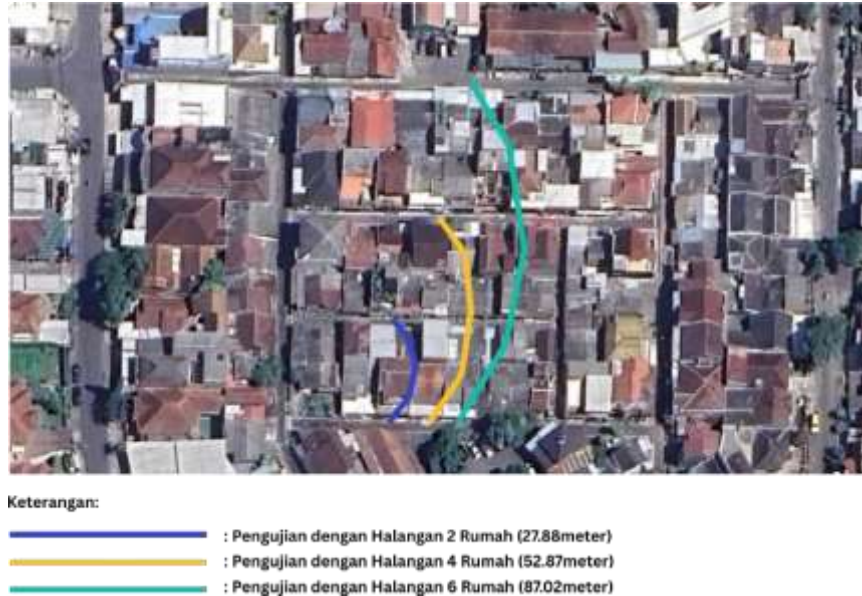 Keterangan:
: Pengujian dengan Halangan 2 Rumah (27.88meter)
: Pengujian dengan Halangan 4 Rumah (52.87meter)
: Pengujian dengan Halangan 6 Rumah (87.02meter)